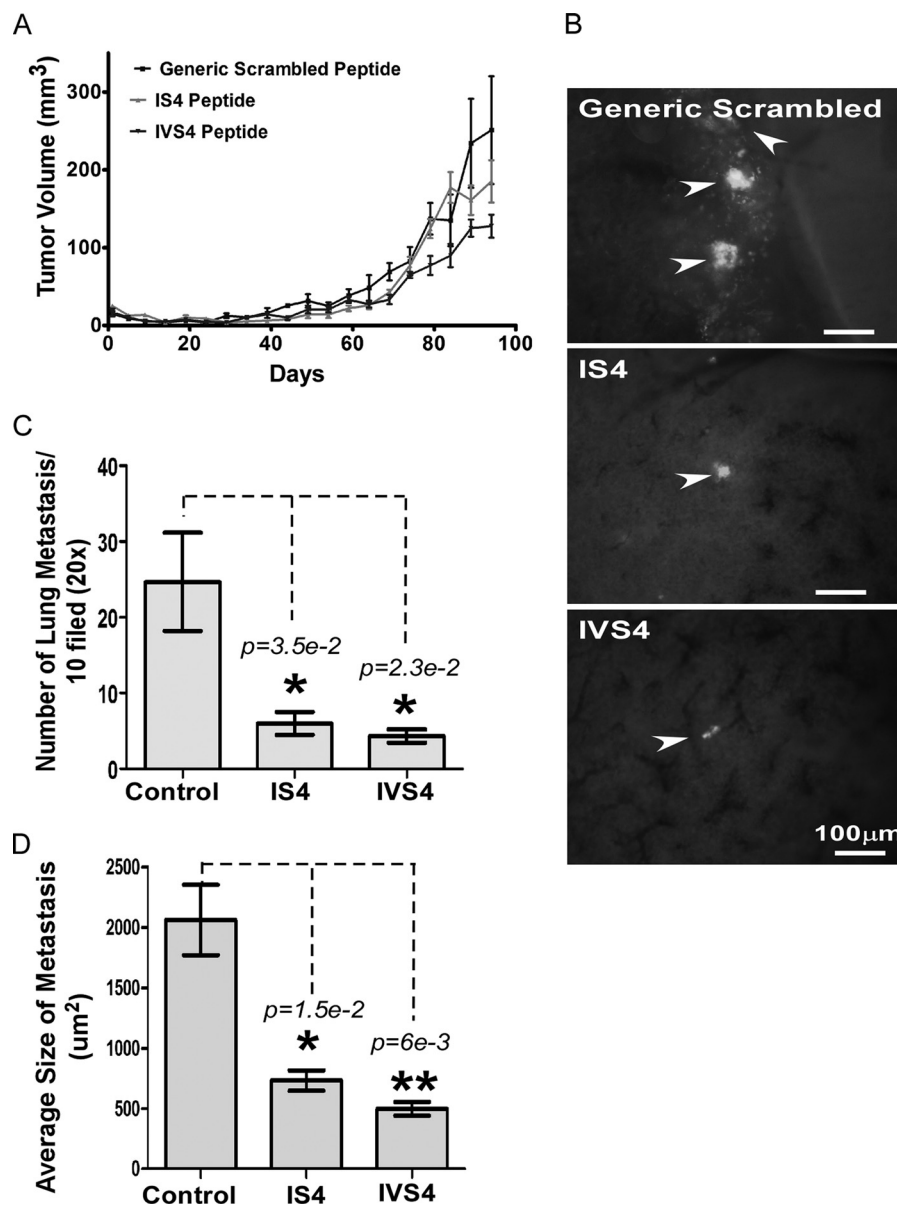 A
Tumor Volume (mm³)
300
200
100
0
Generic Scrambled Peptide
IS4 Peptide
IVS4 Peptide
0 20 40 60 80 100
Days
B
Generic Scrambled
IS4
IVS4
100μm
C
Number of Lung Metastasis/
10 filed (20x)
40
30
20
10
0
p=3.5e-2
*
p=2.3e-2
*
Control IS4 IVS4
D
Average Size of Metastasis
(um²)
2500
2000
1500
1000
500
0
p=1.5e-2
*
p=6e-3
**
Control IS4 IVS4